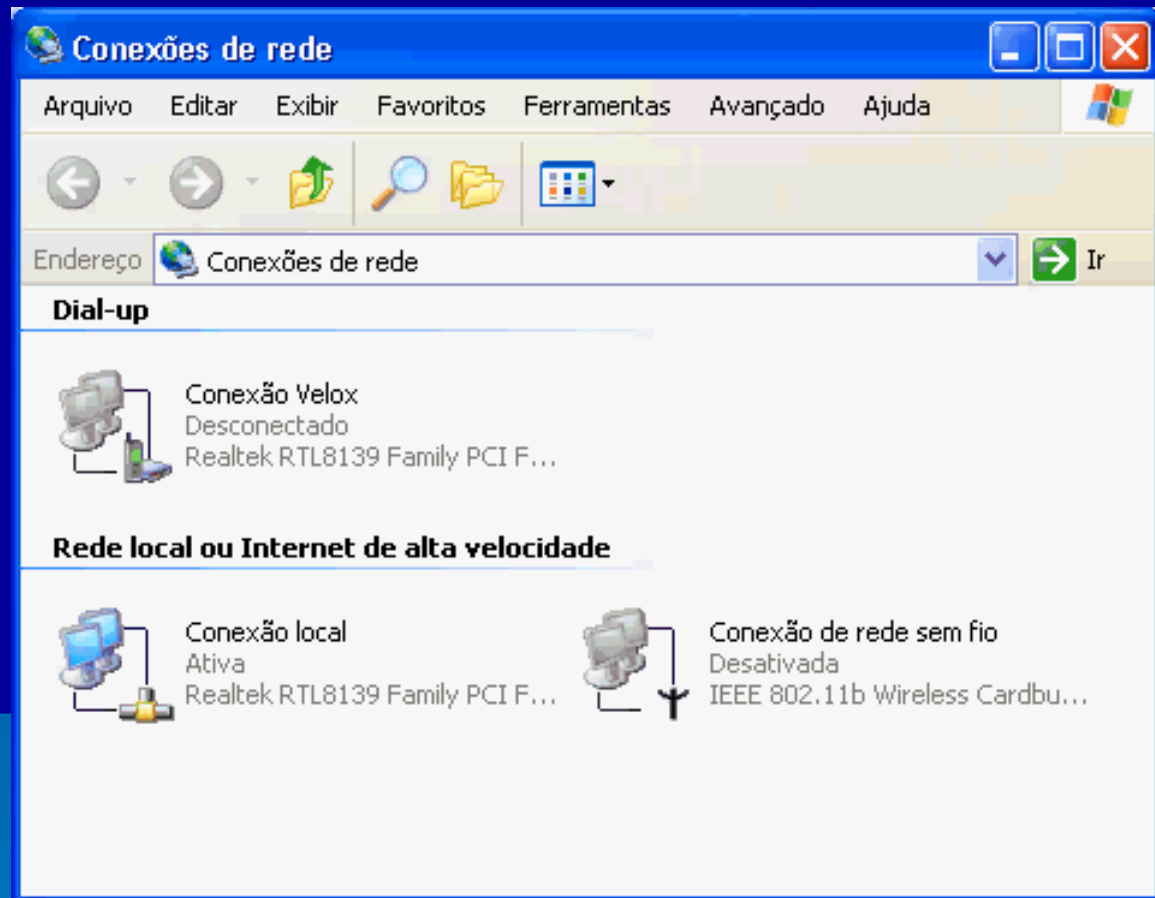 Conexões de rede
Arquivo Editar Exibir Favoritos Ferramentas Avançado Ajuda
Endereço Conexões de rede Ir
Dial-up
Conexão Velox
Desconectado
Realtek RTL8139 Family PCI F...
Rede local ou Internet de alta velocidade
Conexão local
Ativa
Realtek RTL8139 Family PCI F...
Conexão de rede sem fio
Desativada
IEEE 802.11b Wireless Cardbu...